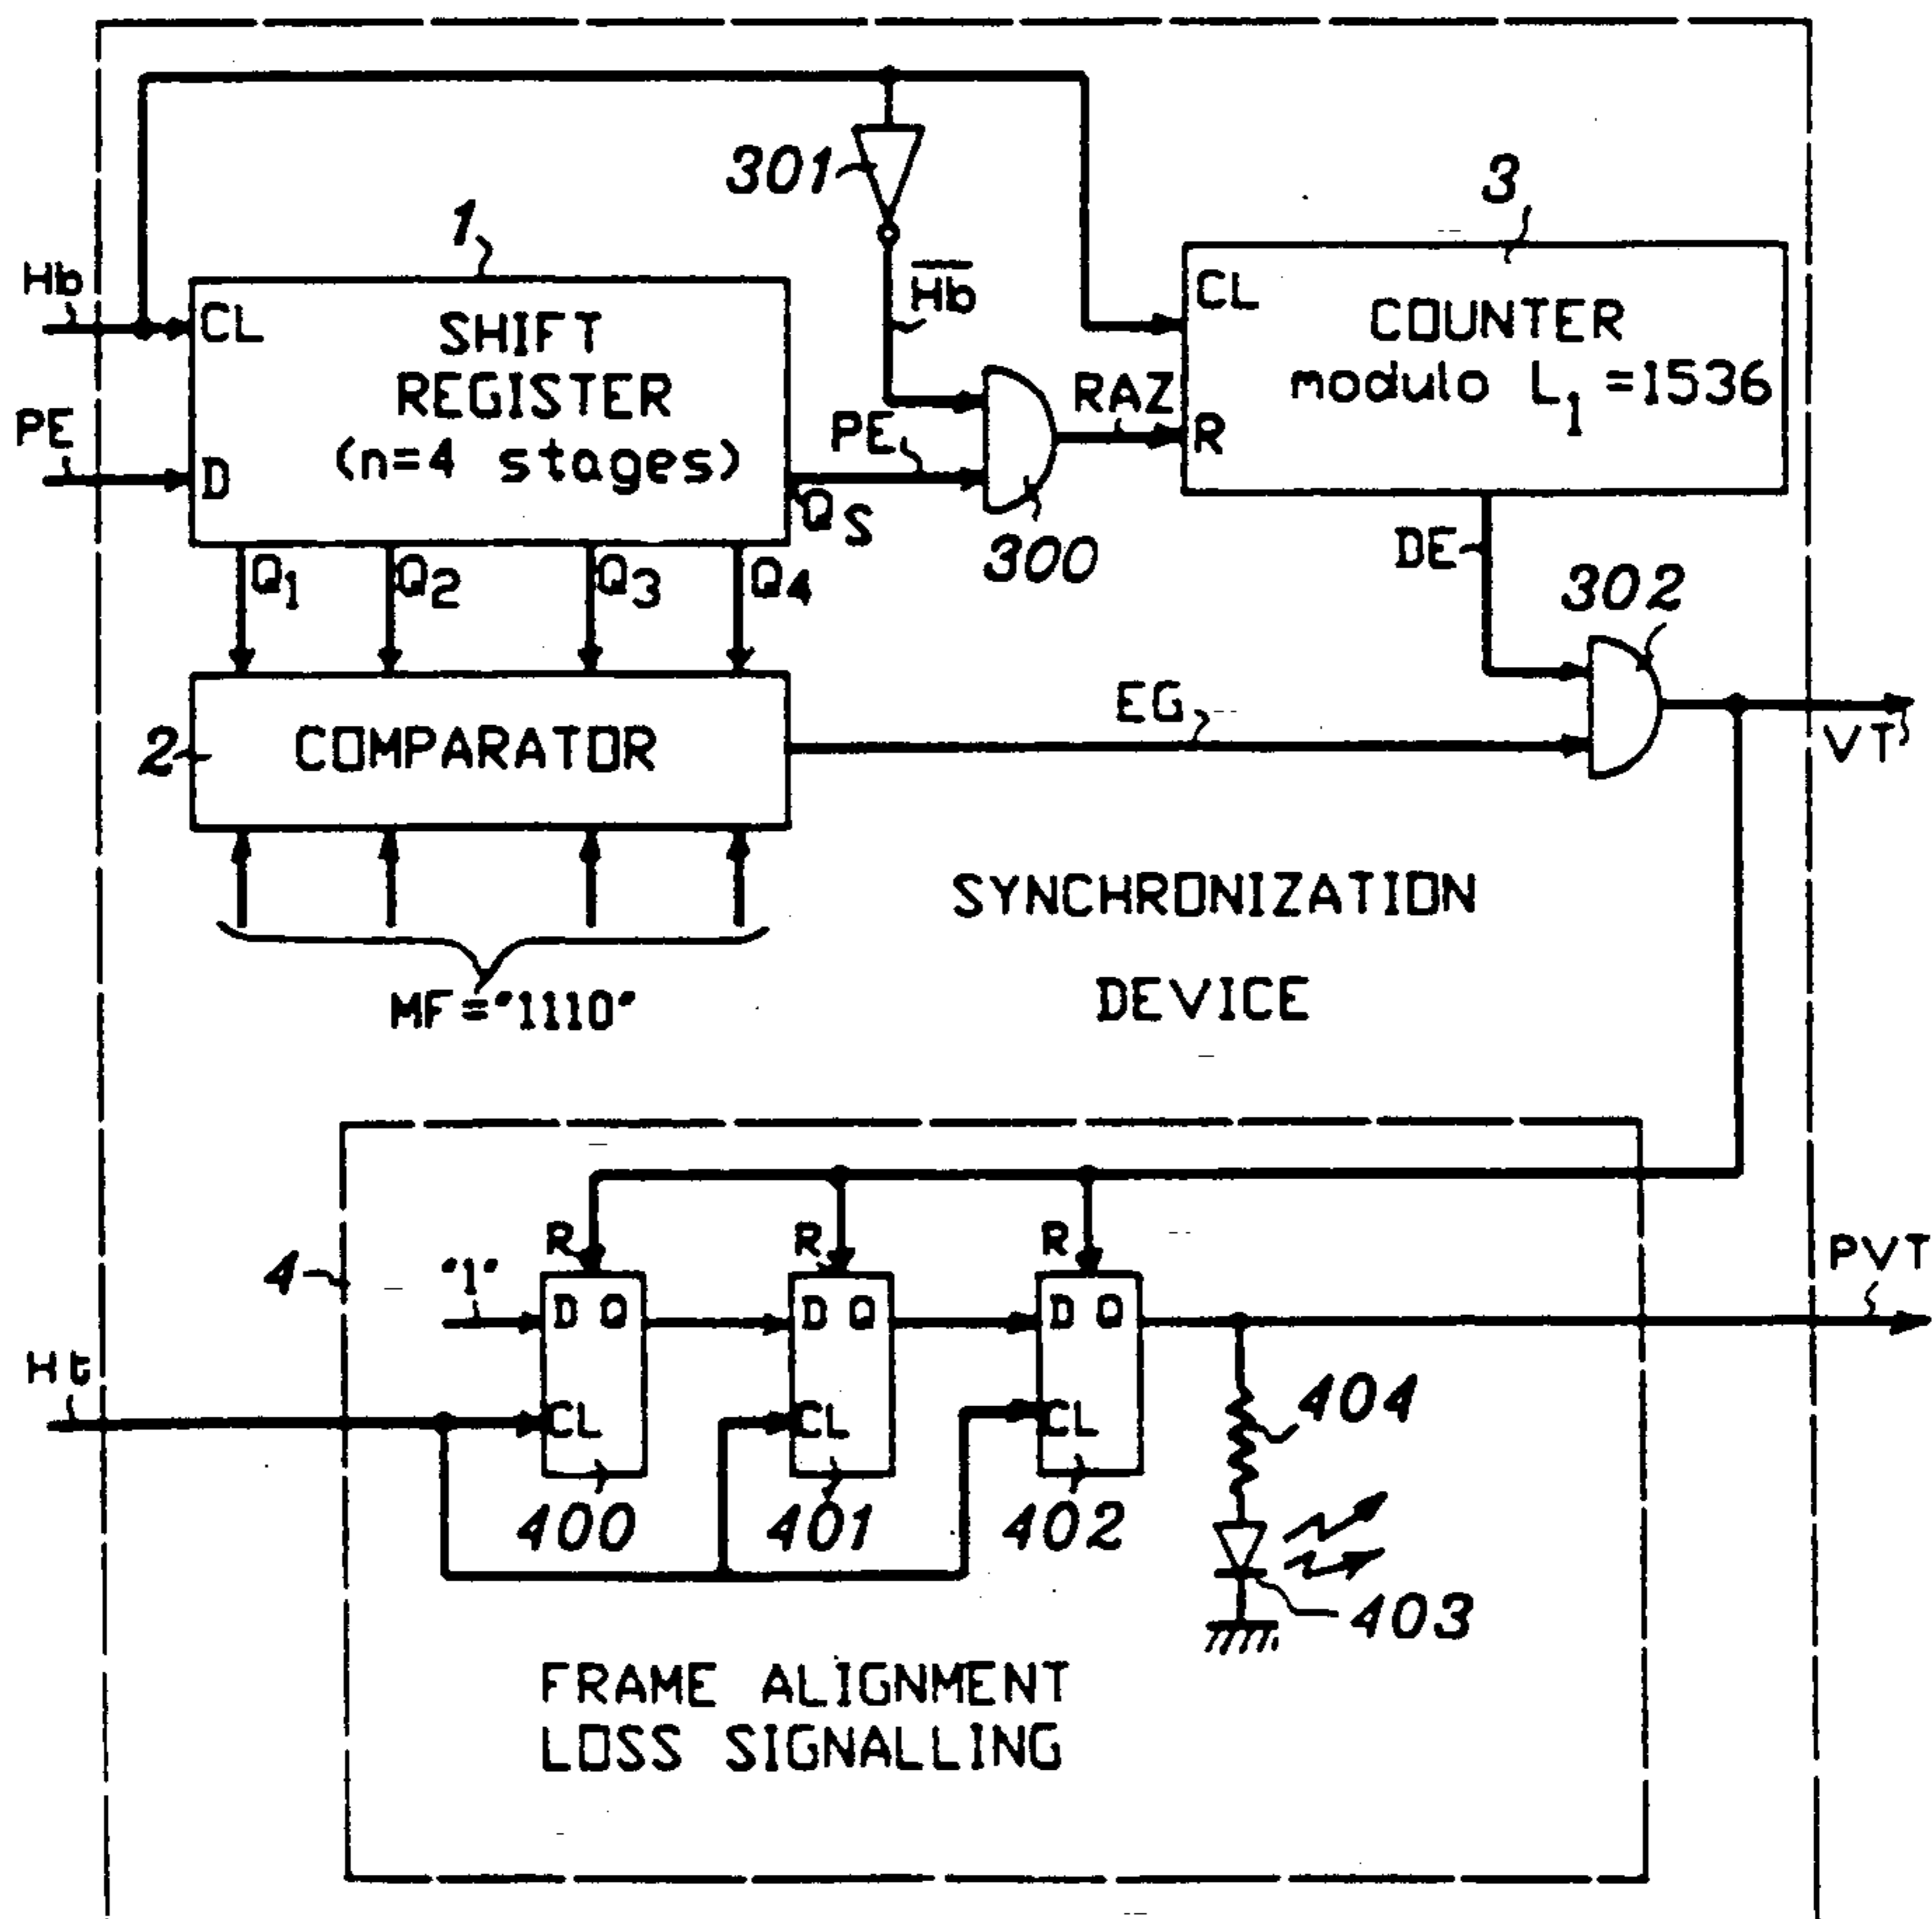 301
3
1
Hb
CL
SHIFT
REGISTER
(n=4 stages)
Hb
CL
COUNTER
modulo L1 =1536
PE
D
PE
QS
RAZ
R
300
DE
302
Q1
Q2
Q3
Q4
EG
2
COMPARATOR
VT
MF="1110"
SYNCHRONIZATION
DEVICE
4
"1"
R
R
R
D Q
D Q
D Q
PVT
Ht
CL
CL
CL
404
400
401
402
403
FRAME ALIGNMENT
LOSS SIGNALLING